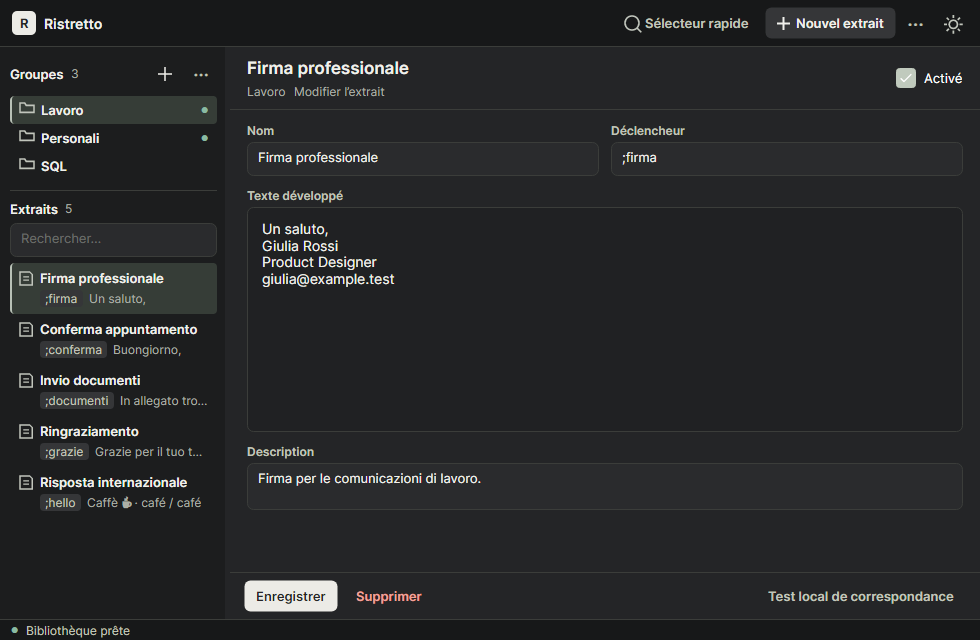 R Ristretto
Sélecteur rapide
Nouvel extrait
Groupes 3
Lavoro
Personali
SQL
Extraits 5
Rechercher...
Firma professionale
;firma Un saluto,
Conferma appuntamento
;conferma Buongiorno,
Invio documenti
;documenti In allegato tro...
Ringraziamento
;grazie Grazie per il tuo t...
Risposta internazionale
;hello Caffè ☕ · café / café
Firma professionale
Lavoro Modifier l'extrait
Activé
Nom
Firma professionale
Déclencheur
;firma
Texte développé
Un saluto,
Giulia Rossi
Product Designer
giulia@example.test
Description
Firma per le comunicazioni di lavoro.
Enregistrer
Supprimer
Test local de correspondance
Bibliothèque prête